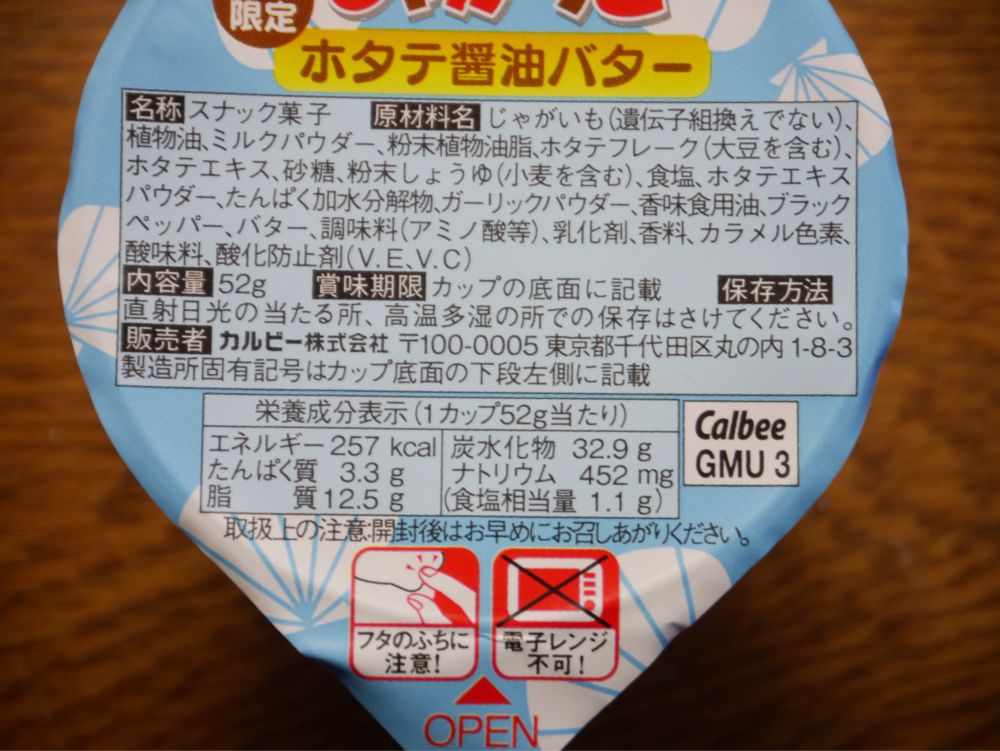 限定
ホタテ醤油バター
名称 スナック菓子 原材料名 じゃがいも(遺伝子組換えでない)、
植物油、ミルクパウダー、粉末植物油脂、ホタテフレーク(大豆を含む)、
ホタテエキス、砂糖、粉末しょうゆ(小麦を含む)、食塩、ホタテエキス
パウダー、たんぱく加水分解物、ガーリックパウダー、香味食用油、ブラック
ペッパー、バター、調味料(アミノ酸等)、乳化剤、香料、カラメル色素、
酸味料、酸化防止剤(V.E、V.C)
内容量 52g 賞味期限 カップの底面に記載 保存方法
直射日光の当たる所、高温多湿の所での保存はさけてください。
販売者 カルビー株式会社 〒100-0005 東京都千代田区丸の内1-8-3
製造所固有記号はカップ底面の下段左側に記載
栄養成分表示(1カップ52g当たり)
エネルギー 257 kcal 炭水化物 32.9 g
たんぱく質 3.3 g ナトリウム 452 mg
脂質 12.5 g (食塩相当量 1.1 g)
Calbee
GMU 3
取扱上の注意:開封後はお早めにお召しあがりください。
フタのふちに
注意!
電子レンジ
不可!
OPEN